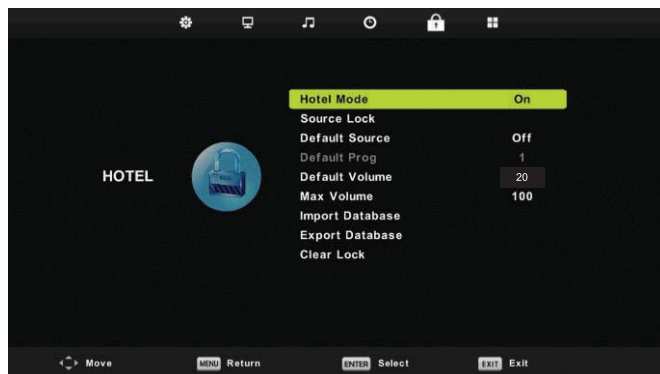 Hotel Mode On
Source Lock
Default Source Off
Default Prog 1
HOTEL
Default Volume 20
Max Volume 100
Import Database
Export Database
Clear Lock
Move MENU Return ENTER Select EXIT Exit